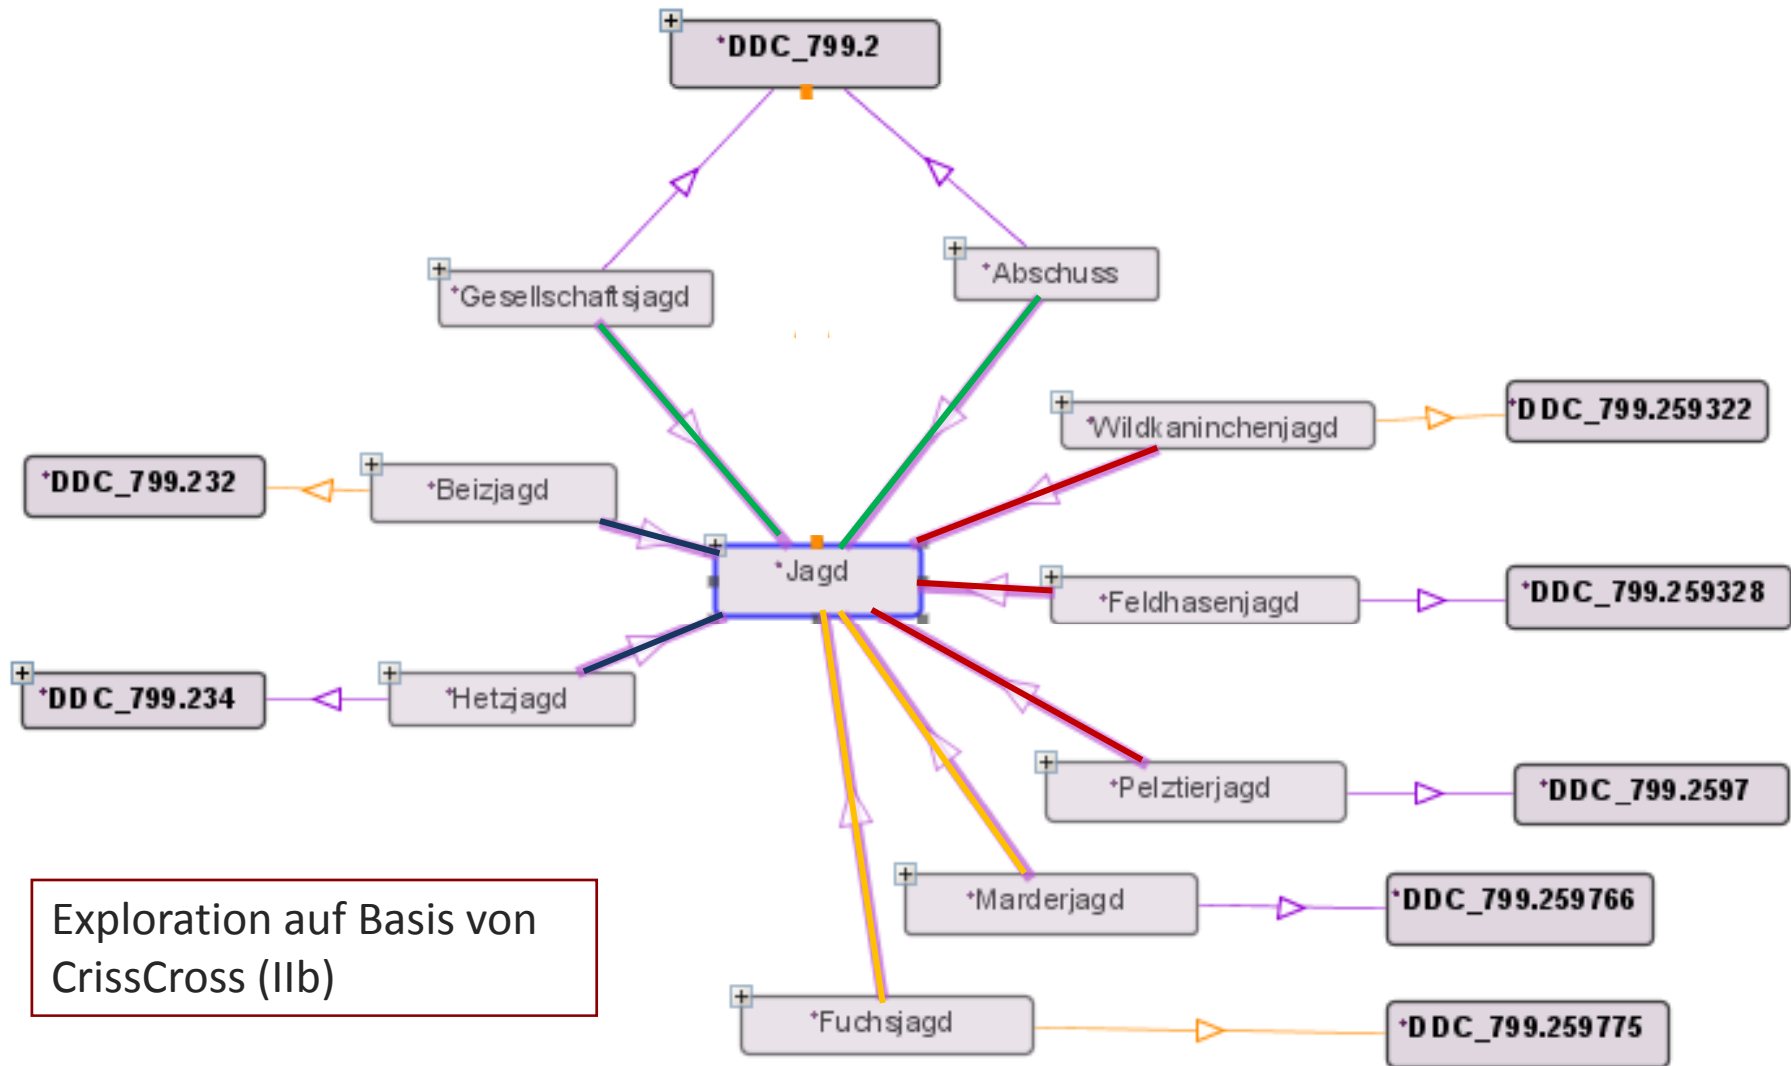 DDC_799.2
Gesellschaftsjagd
Abschuss
Wildkaninchenjagd
DDC_799.259322
DDC_799.232
Beizjagd
Jagd
Feldhasenjagd
DDC_799.259328
DDC_799.234
Hetzjagd
Pelztierjagd
DDC_799.2597
Marderjagd
DDC_799.259766
Exploration auf Basis von
CrissCross (IIb)
Fuchsjagd
DDC_799.259775